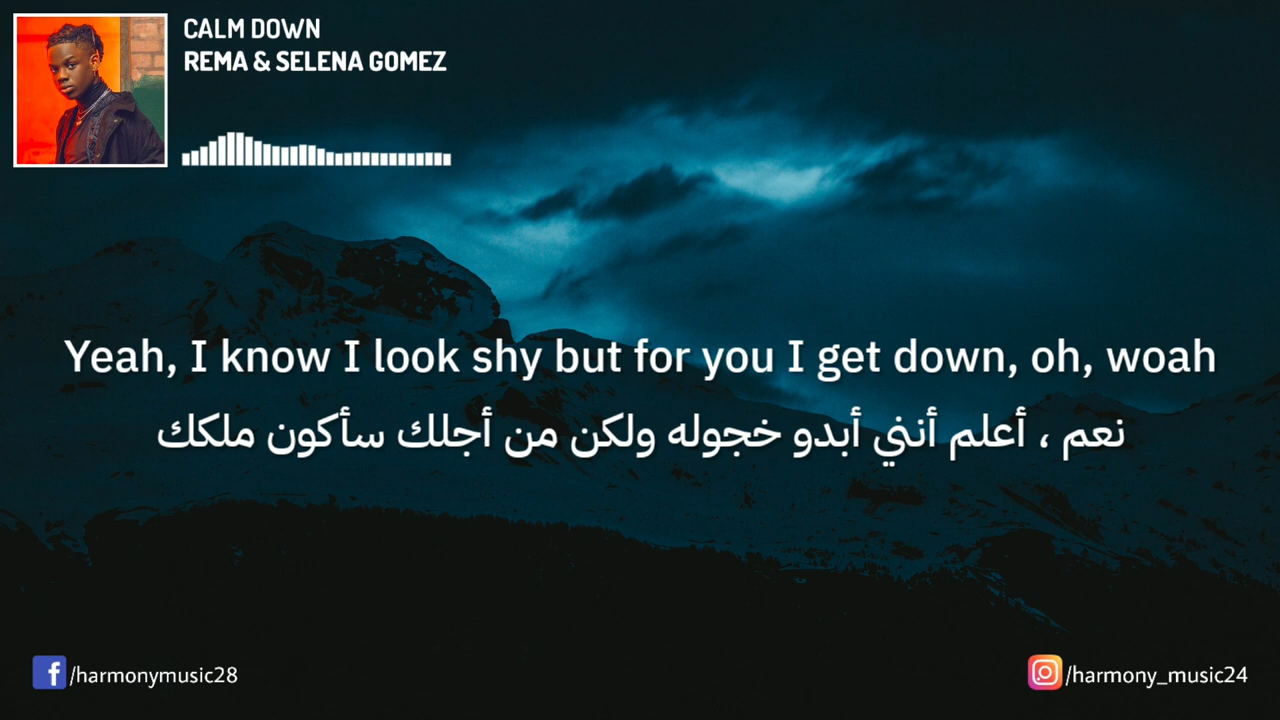 CALM DOWN
REMA & SELENA GOMEZ
Yeah, I know I look shy but for you I get down, oh, woah
نعم ، أعلم أنني أبدو خجوله ولكن من أجلك سأكون ملكك
/harmonymusic28
/harmony_music24